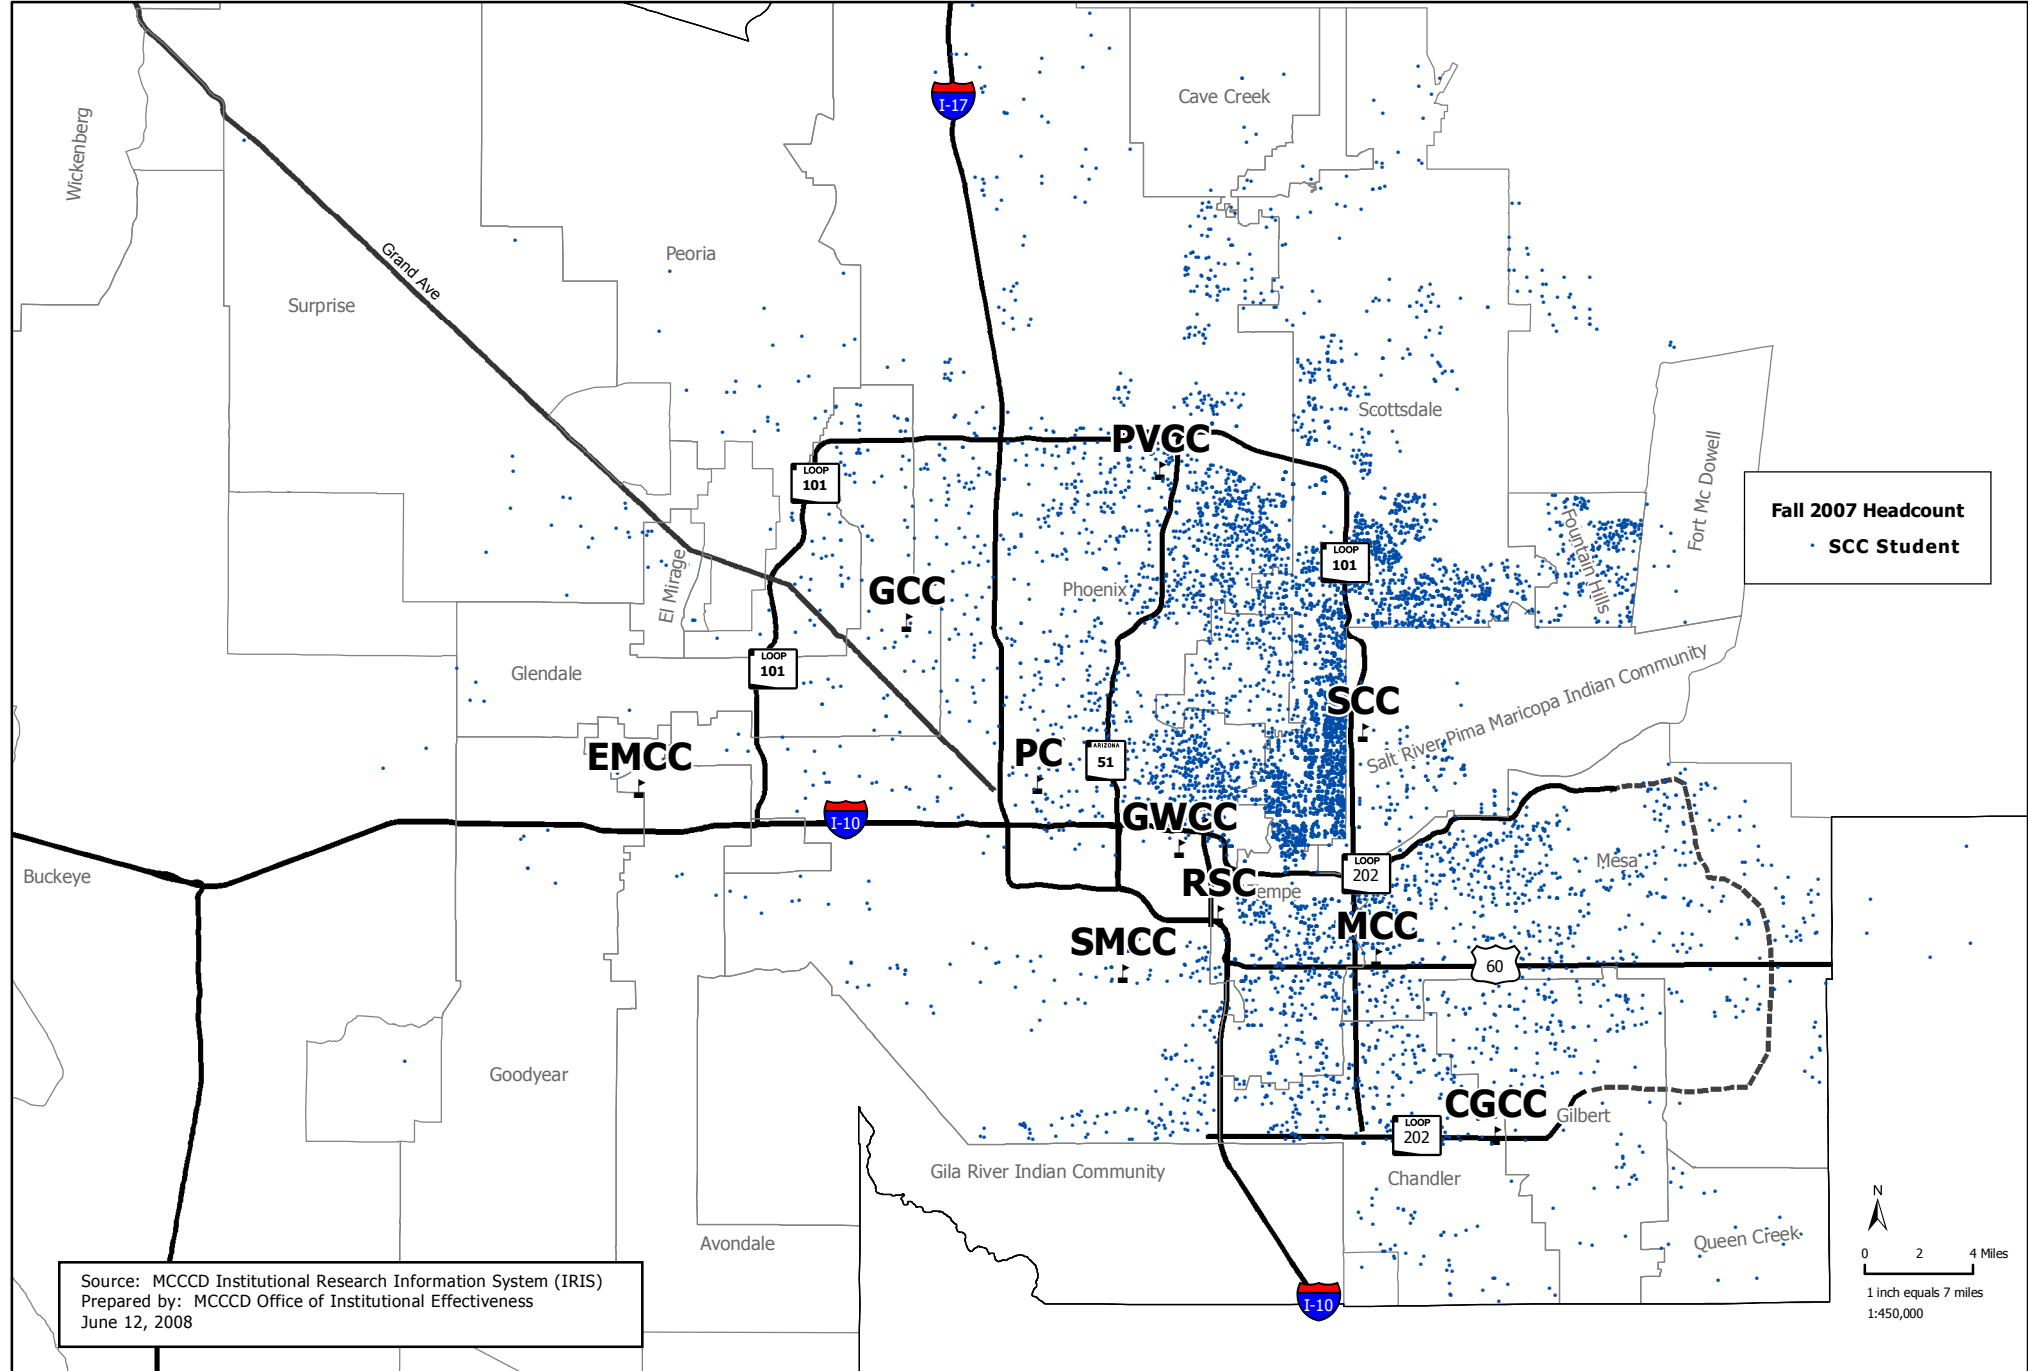 I-17
Cave Creek
Wickenberg
Peoria
Grand Ave
Surprise
Scottsdale
PVCC
LOOP
101
Fort Mc Dowell
Fall 2007 Headcount
SCC Student
Fountain Hills
LOOP
101
El Mirage
GCC
Phoenix
LOOP
101
Glendale
SCC
Salt River Pima Maricopa Indian Community
EMCC
PC
ARIZONA
51
I-10
GWCC
Buckeye
LOOP
202
Mesa
RSC
Tempe
MCC
SMCC
60
Goodyear
CGCC
Gilbert
LOOP
202
Gila River Indian Community
Chandler
Avondale
Queen Creek
N
0 2 4 Miles
1 inch equals 7 miles
1:450,000
I-10
Source: MCCCD Institutional Research Information System (IRIS)
Prepared by: MCCCD Office of Institutional Effectiveness
June 12, 2008